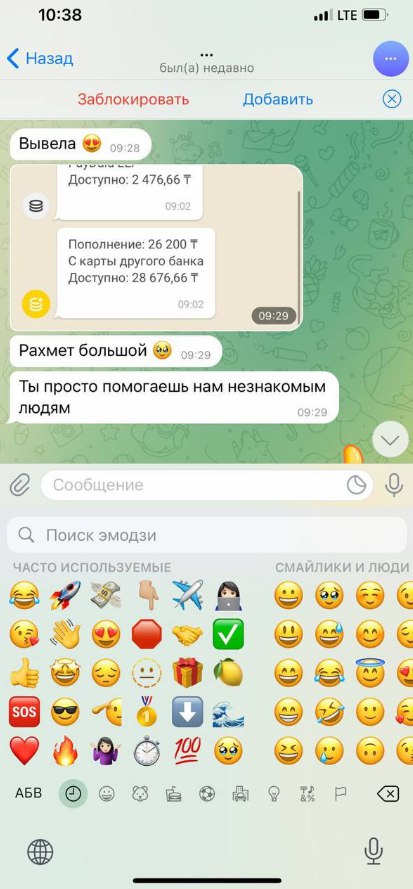 10:38
LTE
Назад
...
был(а) недавно
Заблокировать
Добавить
Вывела 😍 09:28
Доступно: 2 476,66 ₸
09:02
Пополнение: 26 200 ₸
С карты другого банка
Доступно: 28 676,66 ₸
09:02
09:29
Рахмет большой 🥹 09:29
Ты просто помогаешь нам незнакомым
людям
09:29
Сообщение
Поиск эмодзи
ЧАСТО ИСПОЛЬЗУЕМЫЕ
СМАЙЛИКИ И ЛЮДИ
SOS
100
АБВ